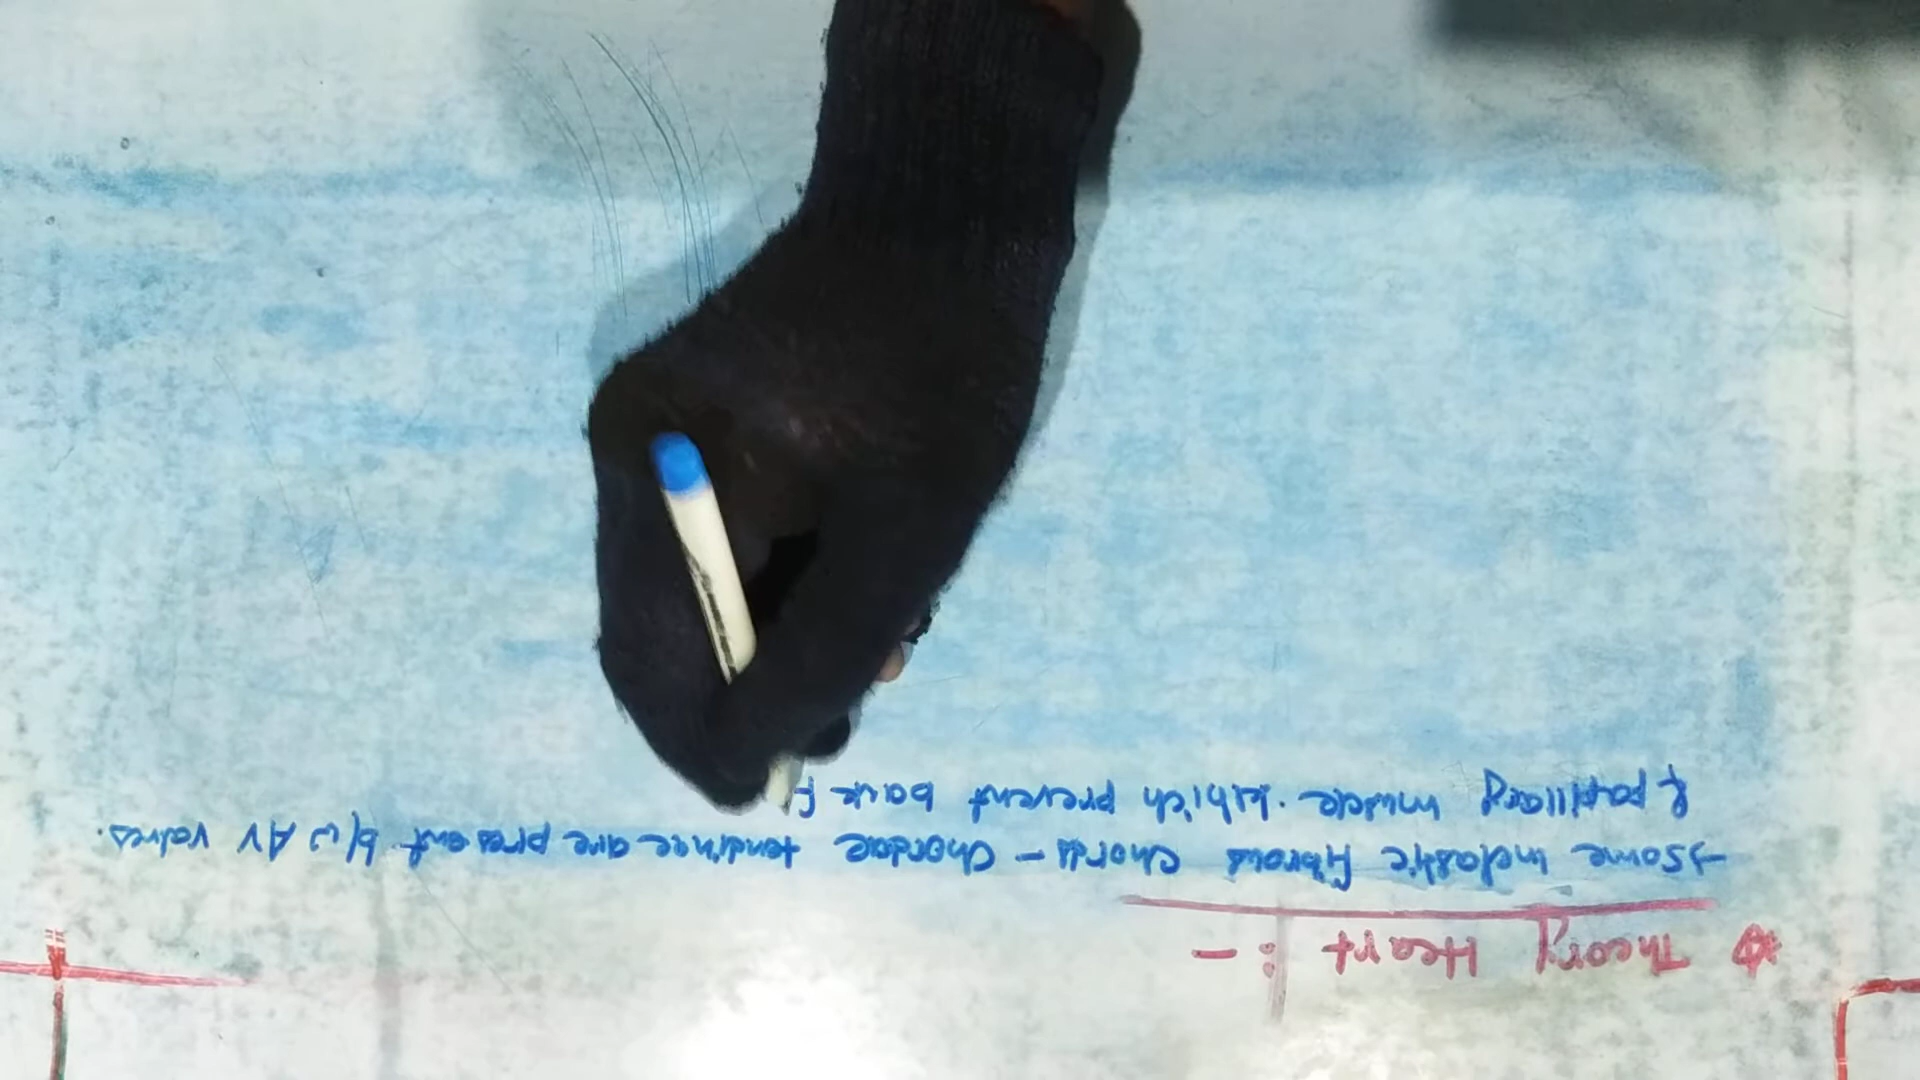 ☆ Theory Heart :-
→ Some inelastic fibrous chords - Chordae tendinae are present b/w AV valves.
& papillary muscle. which prevent back f